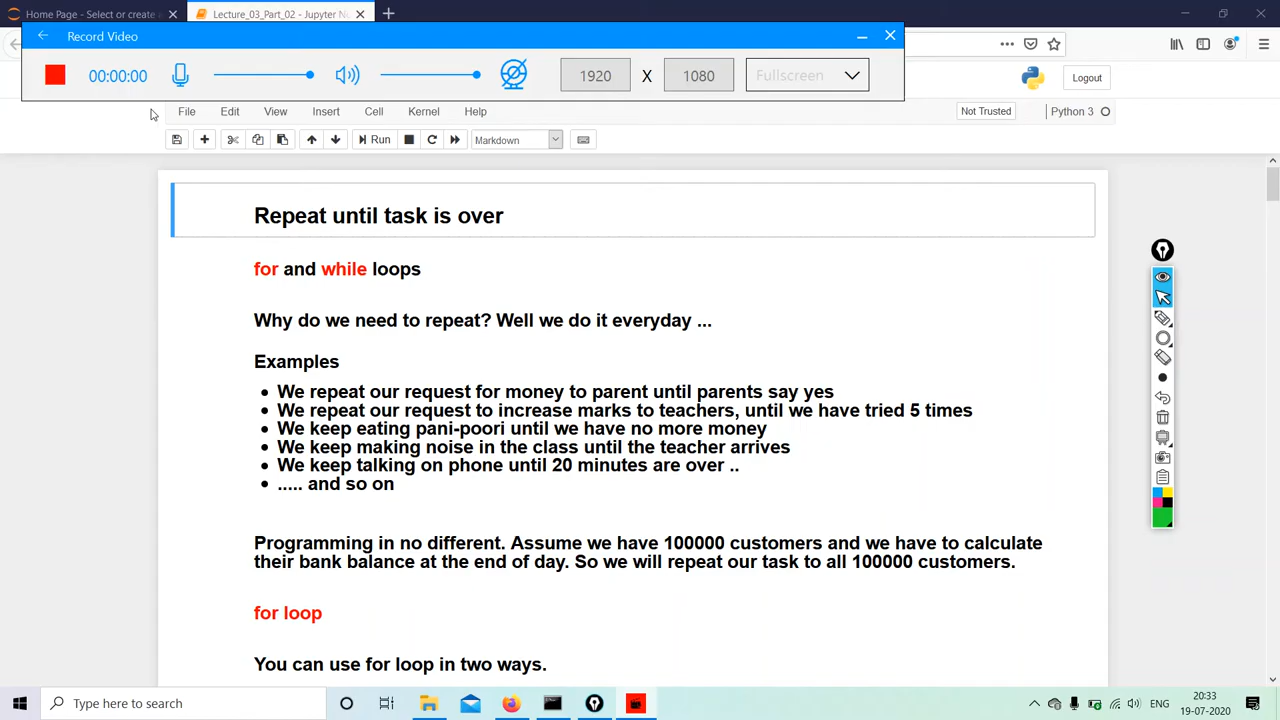 Home Page - Select or create
Lecture_03_Part_02 - Jupyter N
Record Video
00:00:00
1920 X 1080 Fullscreen
Logout
File Edit View Insert Cell Kernel Help
Not Trusted
Python 3
Run
Markdown
Repeat until task is over
for and while loops
Why do we need to repeat? Well we do it everyday ...
Examples
We repeat our request for money to parent until parents say yes
We repeat our request to increase marks to teachers, until we have tried 5 times
We keep eating pani-poori until we have no more money
We keep making noise in the class until the teacher arrives
We keep talking on phone until 20 minutes are over ..
..... and so on
Programming in no different. Assume we have 100000 customers and we have to calculate
their bank balance at the end of day. So we will repeat our task to all 100000 customers.
for loop
You can use for loop in two ways.
Type here to search
ENG
20:33
19-07-2020